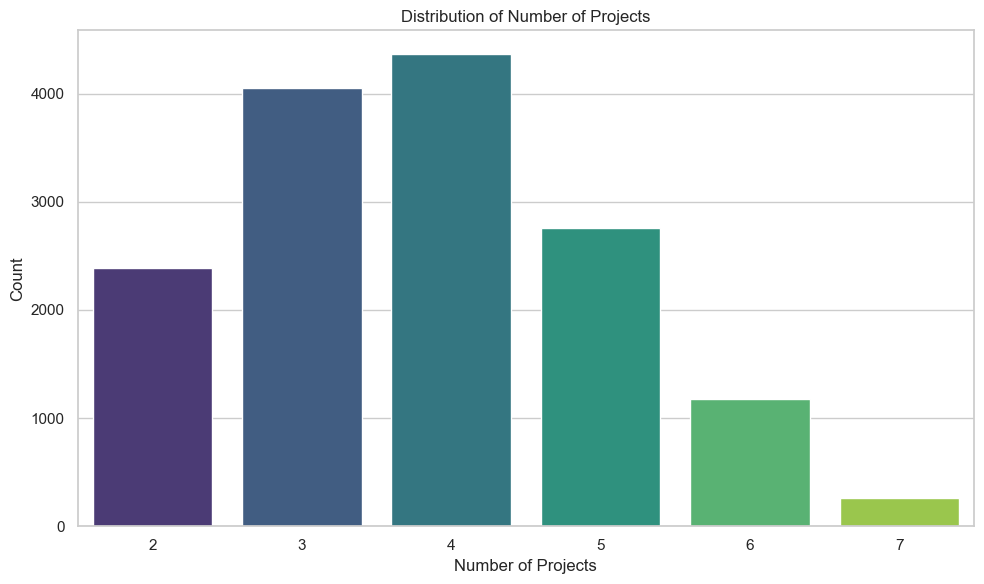 Distribution of Number of Projects
4000
3000
2000
1000
0
Count
2 3 4 5 6 7
Number of Projects